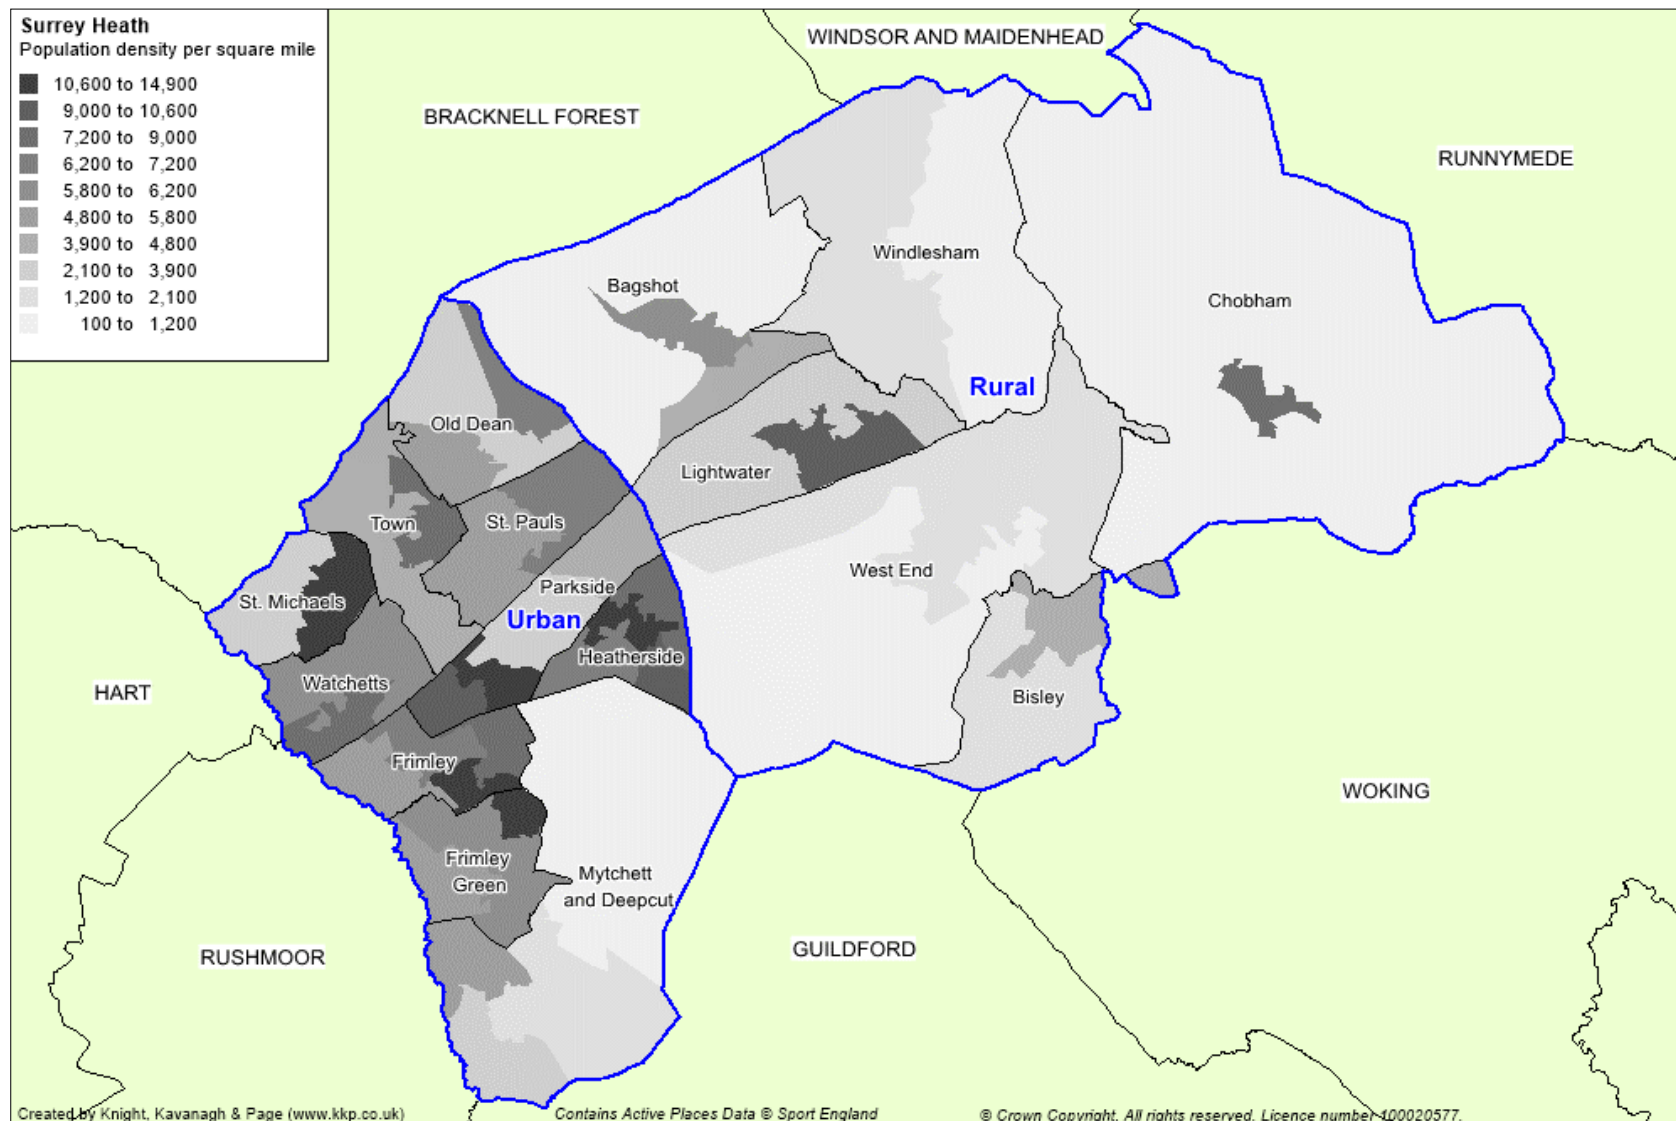 Surrey Heath
Population density per square mile
10,600 to 14,900
9,000 to 10,600
7,200 to 9,000
6,200 to 7,200
5,800 to 6,200
4,800 to 5,800
3,900 to 4,800
2,100 to 3,900
1,200 to 2,100
100 to 1,200
WINDSOR AND MAIDENHEAD
BRACKNELL FOREST
RUNNYMEDE
Windlesham
Bagshot
Chobham
Rural
Old Dean
Lightwater
Town
St. Pauls
West End
Parkside
St. Michaels
Urban
Heatherside
Watchetts
HART
Bisley
Frimley
WOKING
Frimley
Green
Mytchett
and Deepcut
GUILDFORD
RUSHMOOR
Created by Knight, Kavanagh & Page (www.kkp.co.uk)
Contains Active Places Data © Sport England
© Crown Copyright. All rights reserved. Licence number 100020577.